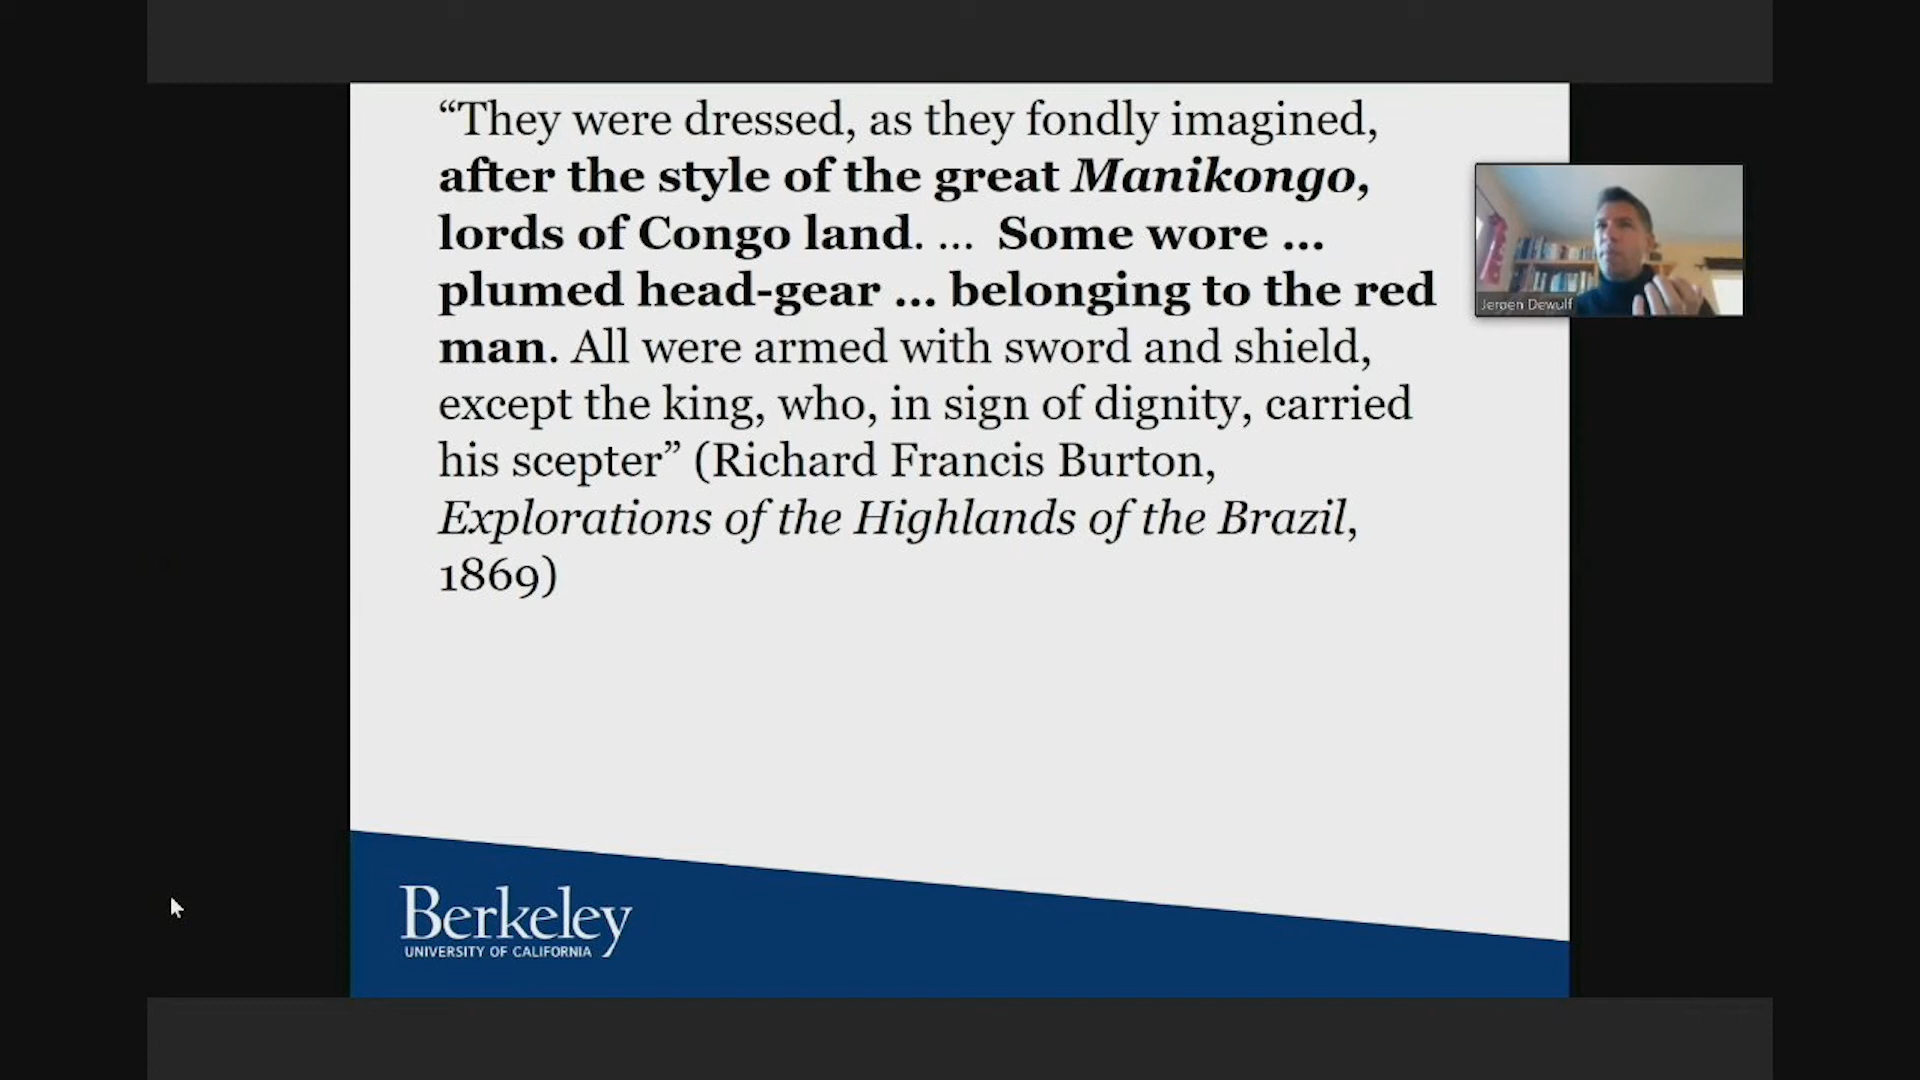 “They were dressed, as they fondly imagined,
after the style of the great Manikongo,
lords of Congo land. ... Some wore ...
plumed head-gear ... belonging to the red
man. All were armed with sword and shield,
except the king, who, in sign of dignity, carried
his scepter” (Richard Francis Burton,
Explorations of the Highlands of the Brazil,
1869)
Jeroen Dewulf
Berkeley
UNIVERSITY OF CALIFORNIA